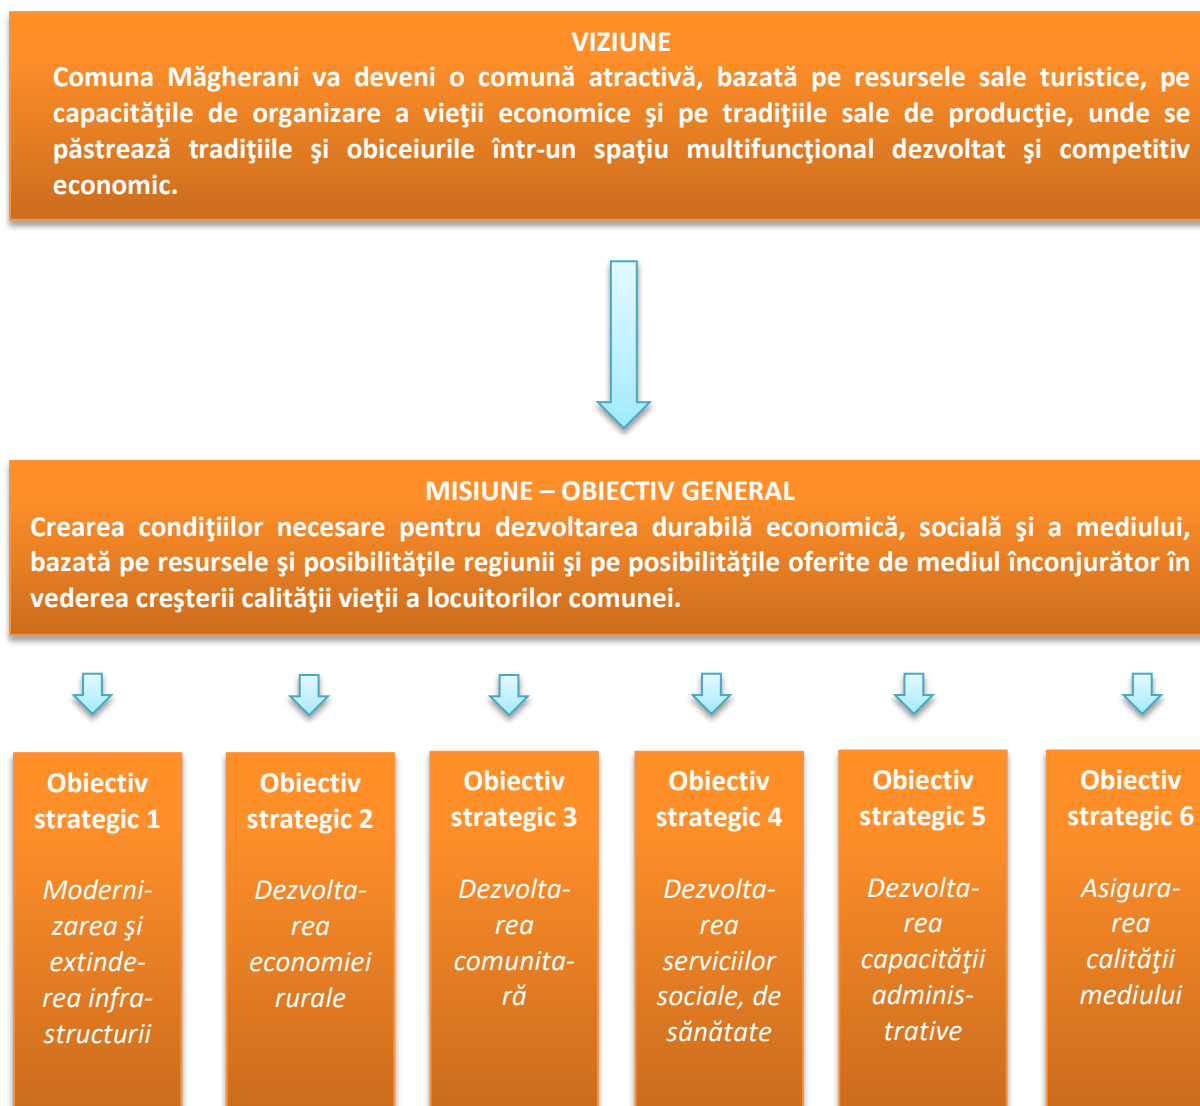 VIZIUNE
Comuna Măgherani va deveni o comună atractivă, bazată pe resursele sale turistice, pe
capacităţile de organizare a vieţii economice şi pe tradiţiile sale de producţie, unde se
păstrează tradiţiile şi obiceiurile într-un spaţiu multifuncţional dezvoltat şi competitiv
economic.
MISIUNE – OBIECTIV GENERAL
Crearea condiţiilor necesare pentru dezvoltarea durabilă economică, socială şi a mediului,
bazată pe resursele şi posibilităţile regiunii şi pe posibilităţile oferite de mediul înconjurător în
vederea creşterii calităţii vieţii a locuitorilor comunei.
Obiectiv
strategic 1
Moderni-
zarea şi
extinde-
rea infra-
structurii
Obiectiv
strategic 2
Dezvolta-
rea
economiei
rurale
Obiectiv
strategic 3
Dezvolta-
rea
comunita-
ră
Obiectiv
strategic 4
Dezvolta-
rea
serviciilor
sociale, de
sănătate
Obiectiv
strategic 5
Dezvolta-
rea
capacităţii
adminis-
trative
Obiectiv
strategic 6
Asigura-
rea
calităţii
mediului